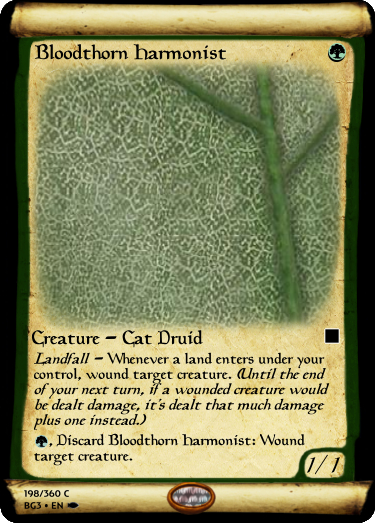 Bloodthorn Harmonist
Creature – Cat Druid
Landfall – Whenever a land enters under your
control, wound target creature. (Until the end
of your next turn, if a wounded creature would
be dealt damage, it's dealt that much damage
plus one instead.)
, Discard Bloodthorn Harmonist: Wound
target creature.
1/1
198/360 C
BG3 • EN